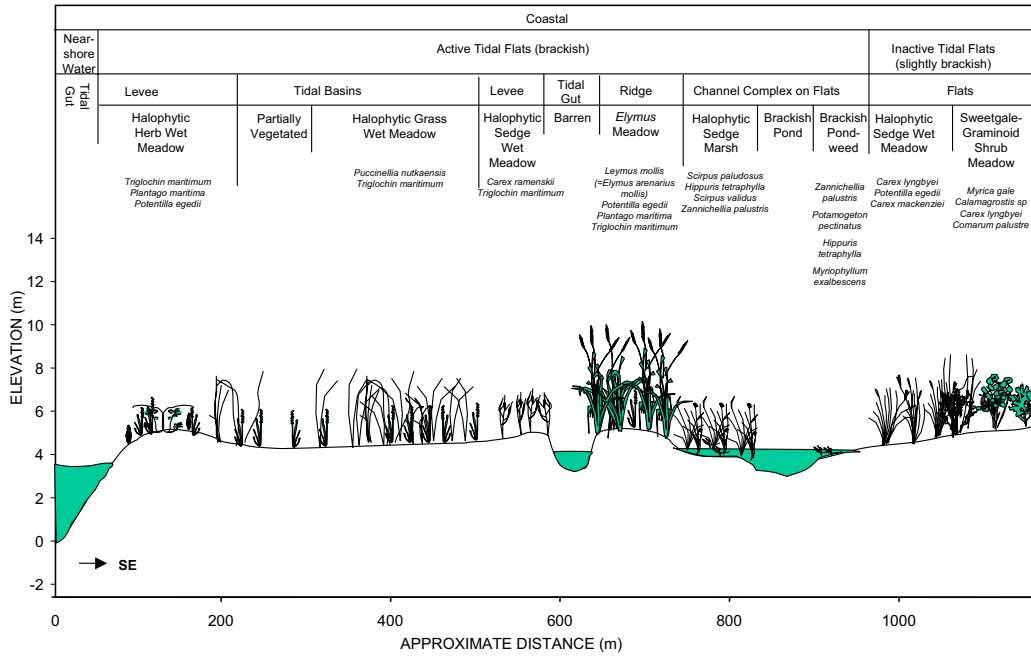 Coastal
Near-
shore
Water
Active Tidal Flats (brackish)
Inactive Tidal Flats
(slightly brackish)
Tidal
Gut
Levee
Tidal Basins
Levee
Tidal
Gut
Ridge
Channel Complex on Flats
Flats
Halophytic
Herb Wet
Meadow
Partially
Vegetated
Halophytic Grass
Wet Meadow
Halophytic
Sedge
Wet
Meadow
Barren
Elymus
Meadow
Halophytic
Sedge
Marsh
Brackish
Pond
Brackish
Pond-
weed
Halophytic
Sedge Wet
Meadow
Sweetgale-
Graminoid
Shrub
Meadow
Triglochin maritimum
Plantago maritima
Potentilla egedii
Puccinellia nutkaensis
Triglochin maritimum
Carex ramenskii
Triglochin maritimum
Leymus mollis
(=Elymus arenarius
mollis)
Potentilla egedii
Plantago maritima
Triglochin maritimum
Scirpus paludosus
Hippuris tetraphylla
Scirpus validus
Zannichellia palustris
Zannichellia
palustris
Potamogeton
pectinatus
Hippuris
tetraphylla
Myriophyllum
exalbescens
Carex lyngbyei
Potentilla egedii
Carex mackenziei
Myrica gale
Calamagrostis sp
Carex lyngbyei
Comarum palustre
ELEVATION (m)
14
12
10
8
6
4
2
0
-2
SE
0
200
400
600
800
1000
APPROXIMATE DISTANCE (m)